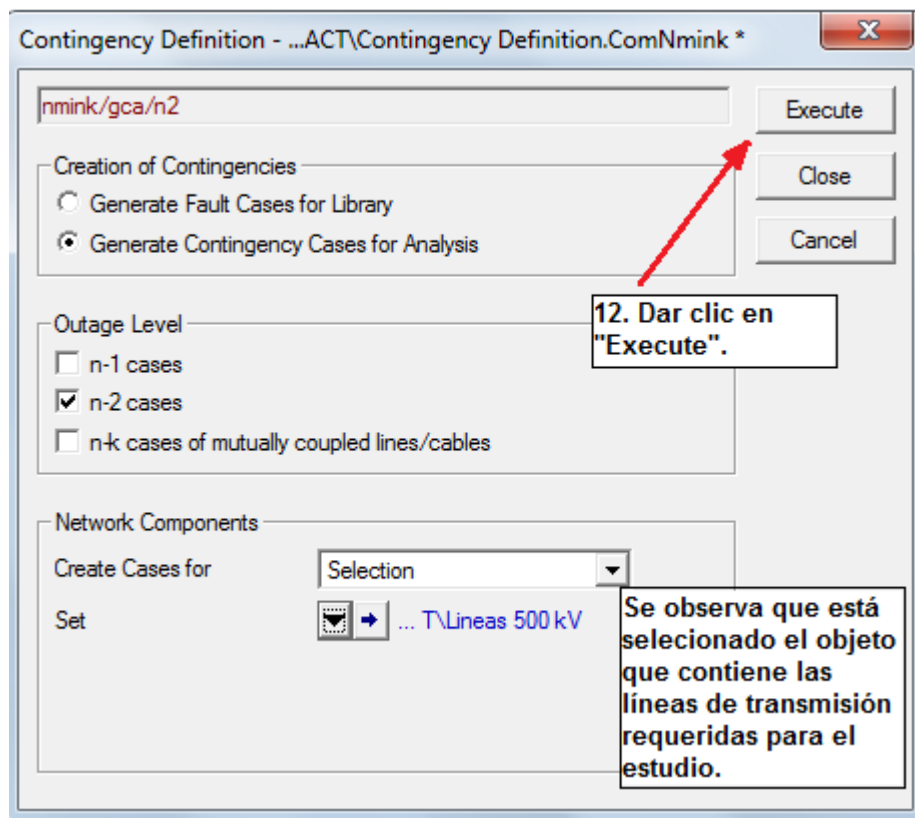 Contingency Definition - ...ACT\Contingency Definition.ComNmink *
x
nmink/gca/n2
Execute
Creation of Contingencies
Close
Generate Fault Cases for Library
Generate Contingency Cases for Analysis
Cancel
12. Dar clic en
"Execute".
Outage Level
n-1 cases
n-2 cases
n-k cases of mutually coupled lines/cables
Network Components
Create Cases for
Selection
Set
... T\Lineas 500 kV
Se observa que está
selecionado el objeto
que contiene las
líneas de transmisión
requeridas para el
estudio.